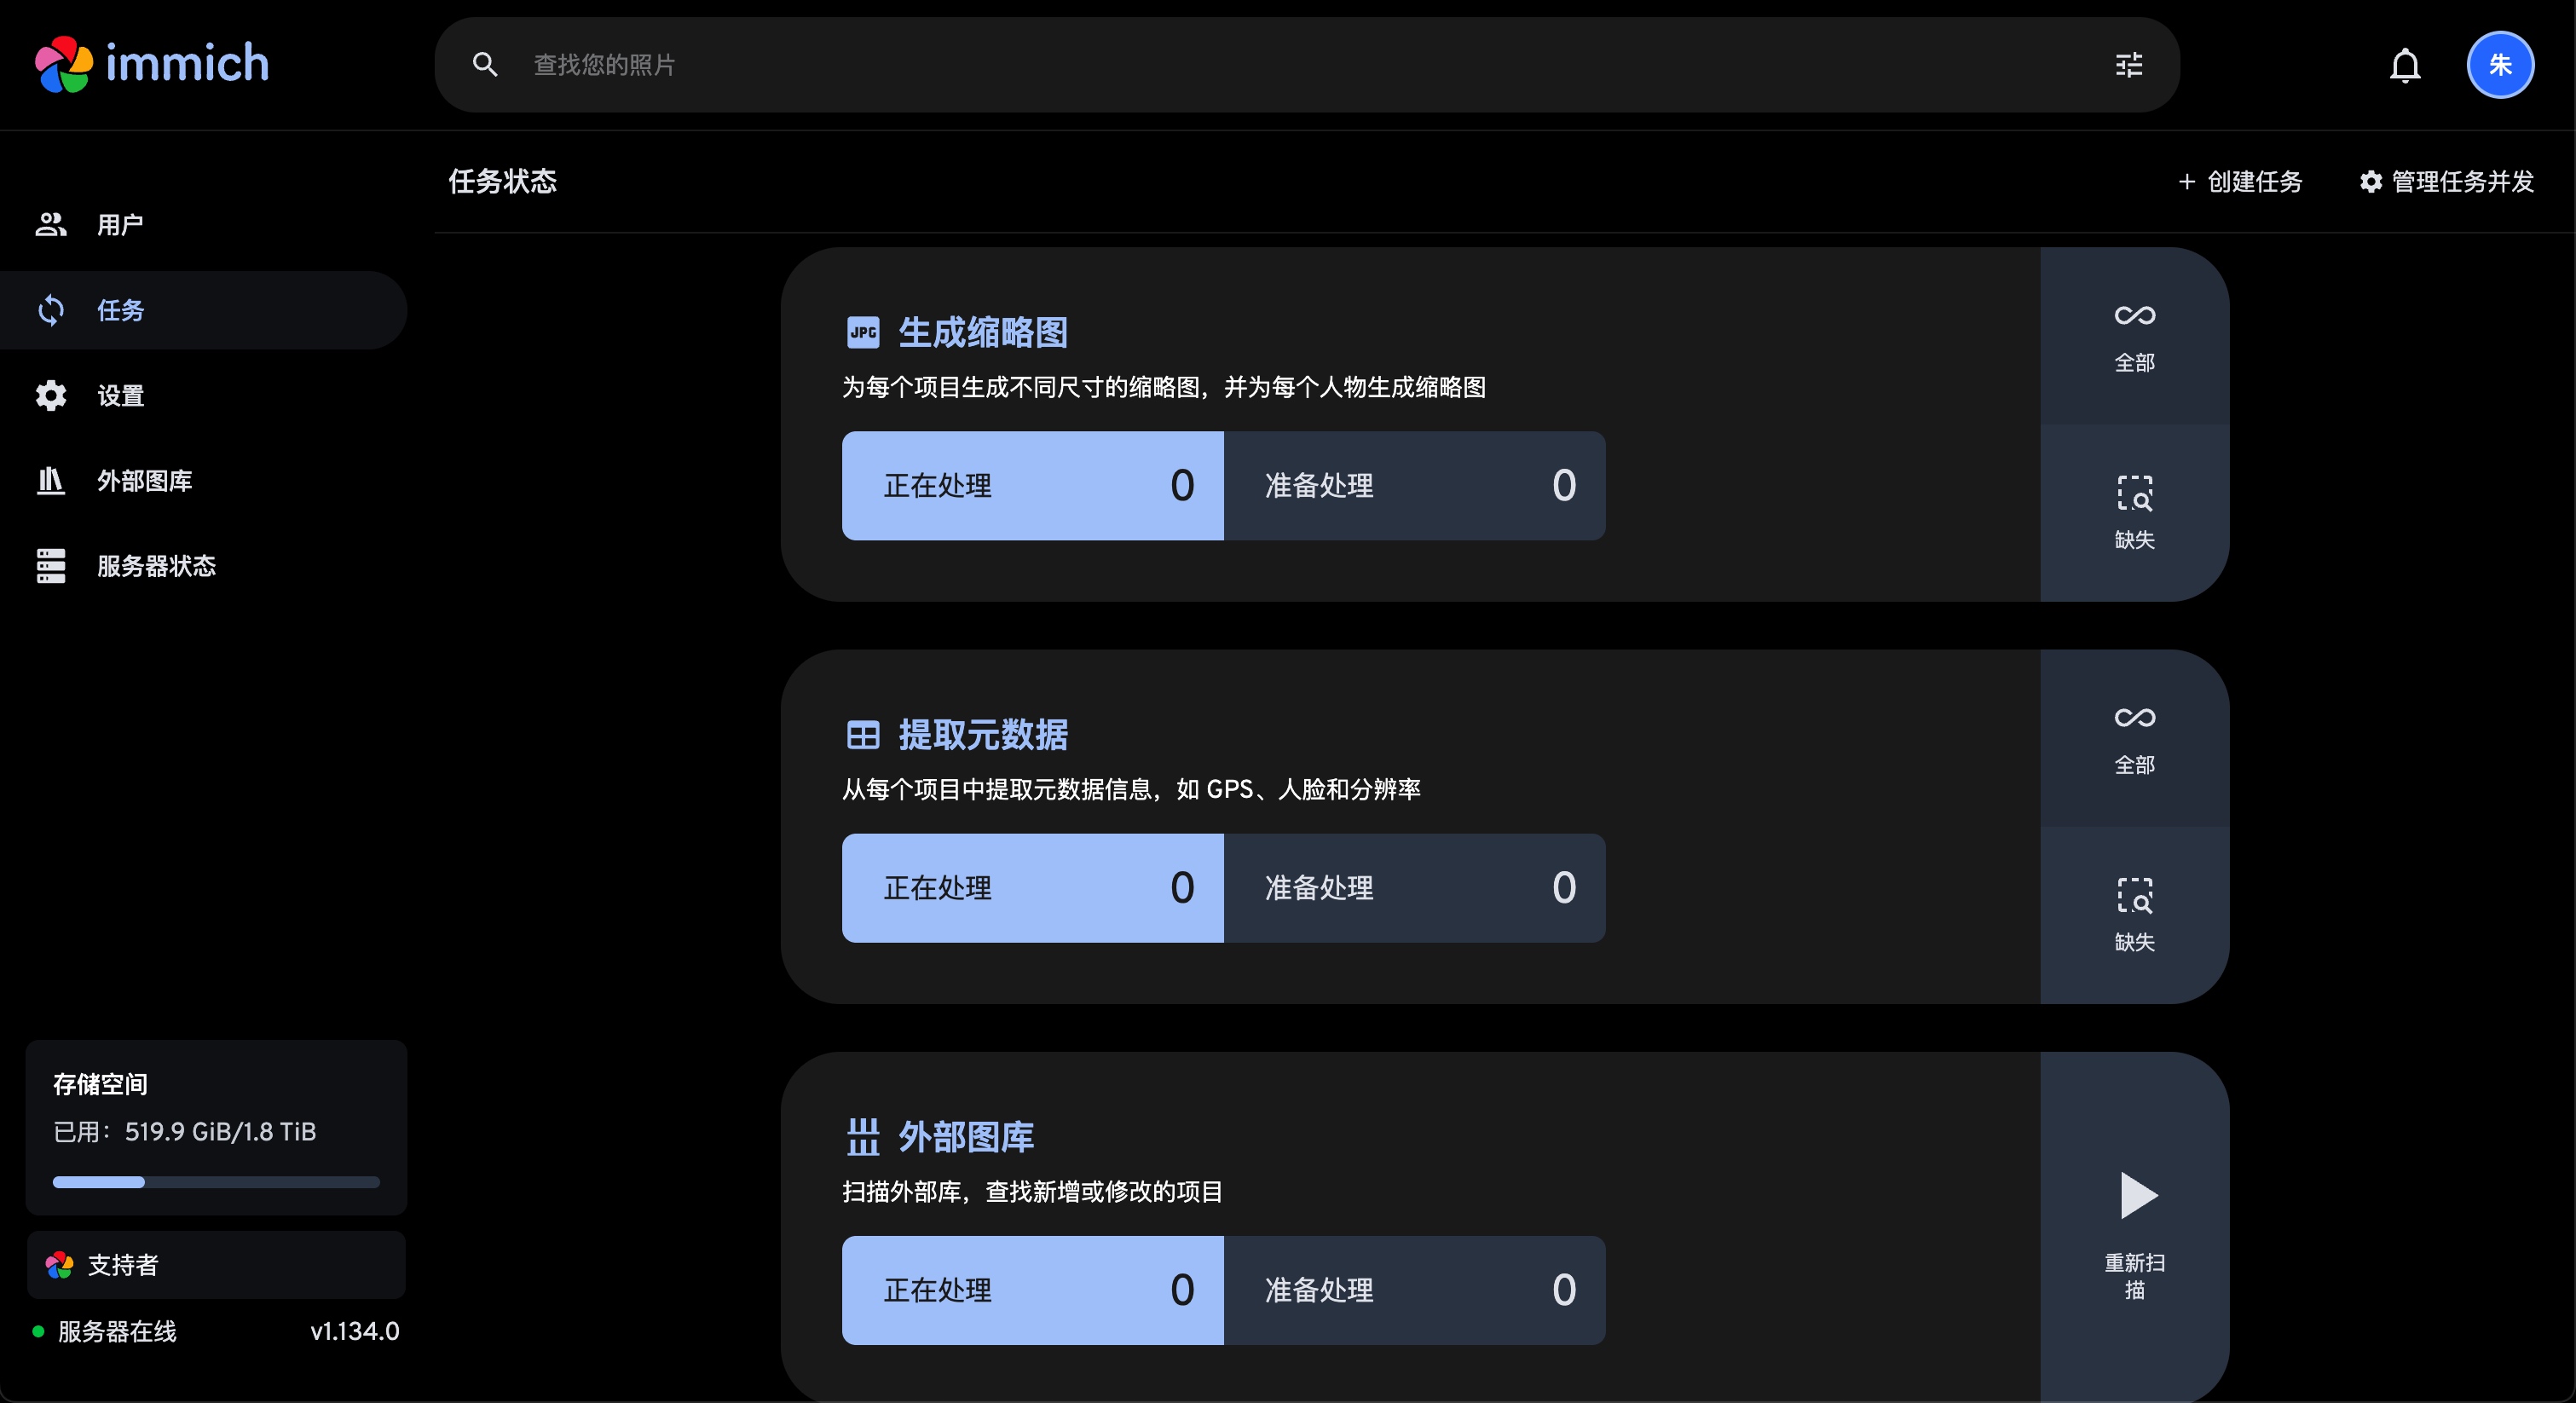 immich
查找您的照片
朱
任务状态
创建任务
管理任务并发
用户
任务
设置
外部图库
服务器状态
JPG 生成缩略图
为每个项目生成不同尺寸的缩略图，并为每个人物生成缩略图
正在处理 0 准备处理 0
全部
缺失
提取元数据
从每个项目中提取元数据信息，如 GPS、人脸和分辨率
正在处理 0 准备处理 0
全部
缺失
外部图库
扫描外部库，查找新增或修改的项目
正在处理 0 准备处理 0
重新扫
描
存储空间
已用：519.9 GiB/1.8 TiB
支持者
服务器在线 v1.134.0